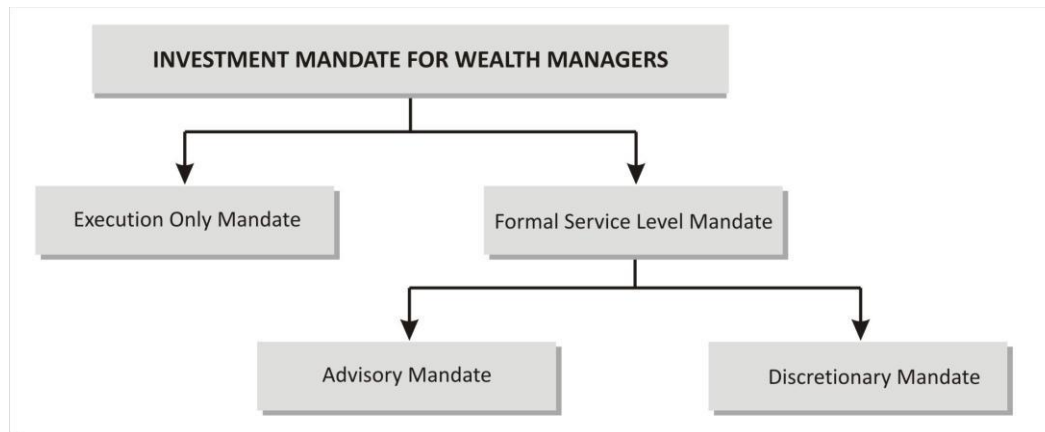 INVESTMENT MANDATE FOR WEALTH MANAGERS
Execution Only Mandate
Formal Service Level Mandate
Advisory Mandate
Discretionary Mandate